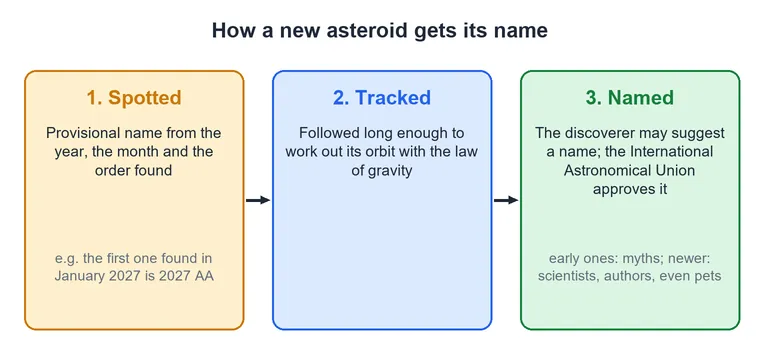 How a new asteroid gets its name
1. Spotted
Provisional name from the
year, the month and the
order found
e.g. the first one found in
January 2027 is 2027 AA
2. Tracked
Followed long enough to
work out its orbit with the law
of gravity
3. Named
The discoverer may suggest
a name; the International
Astronomical Union
approves it
early ones: myths; newer:
scientists, authors, even pets